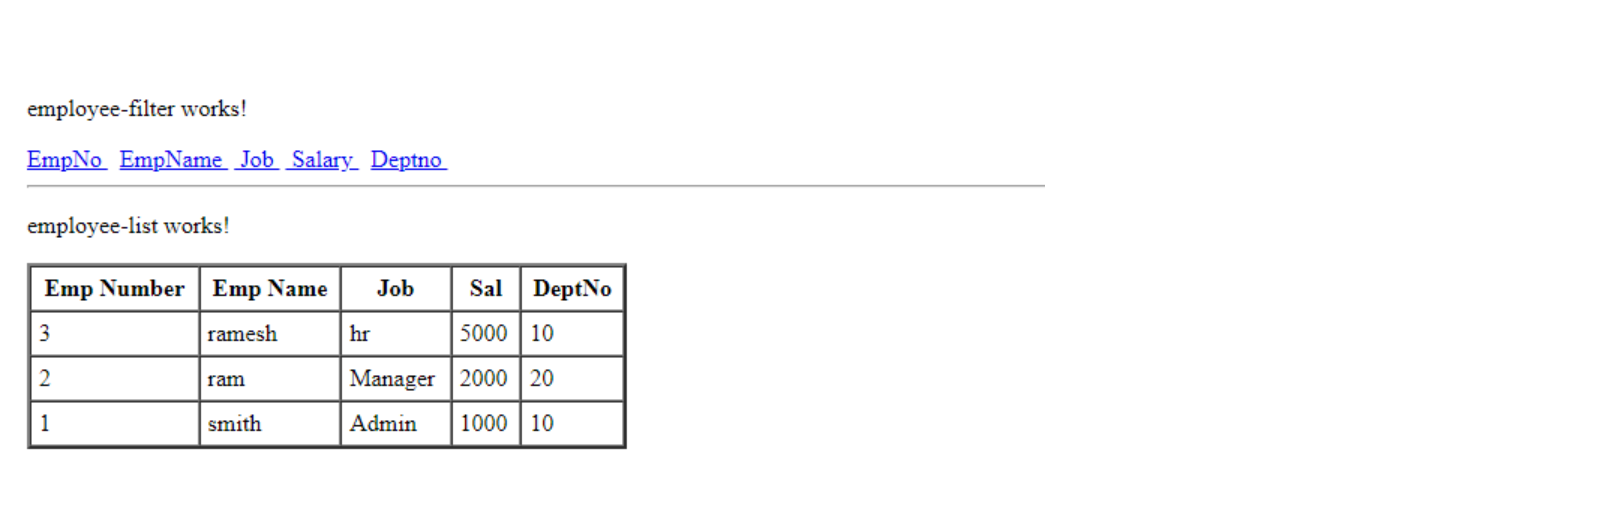 employee-filter works!
EmpNo EmpName Job Salary Deptno
employee-list works!
Emp Number Emp Name Job Sal DeptNo
3 ramesh hr 5000 10
2 ram Manager 2000 20
1 smith Admin 1000 10